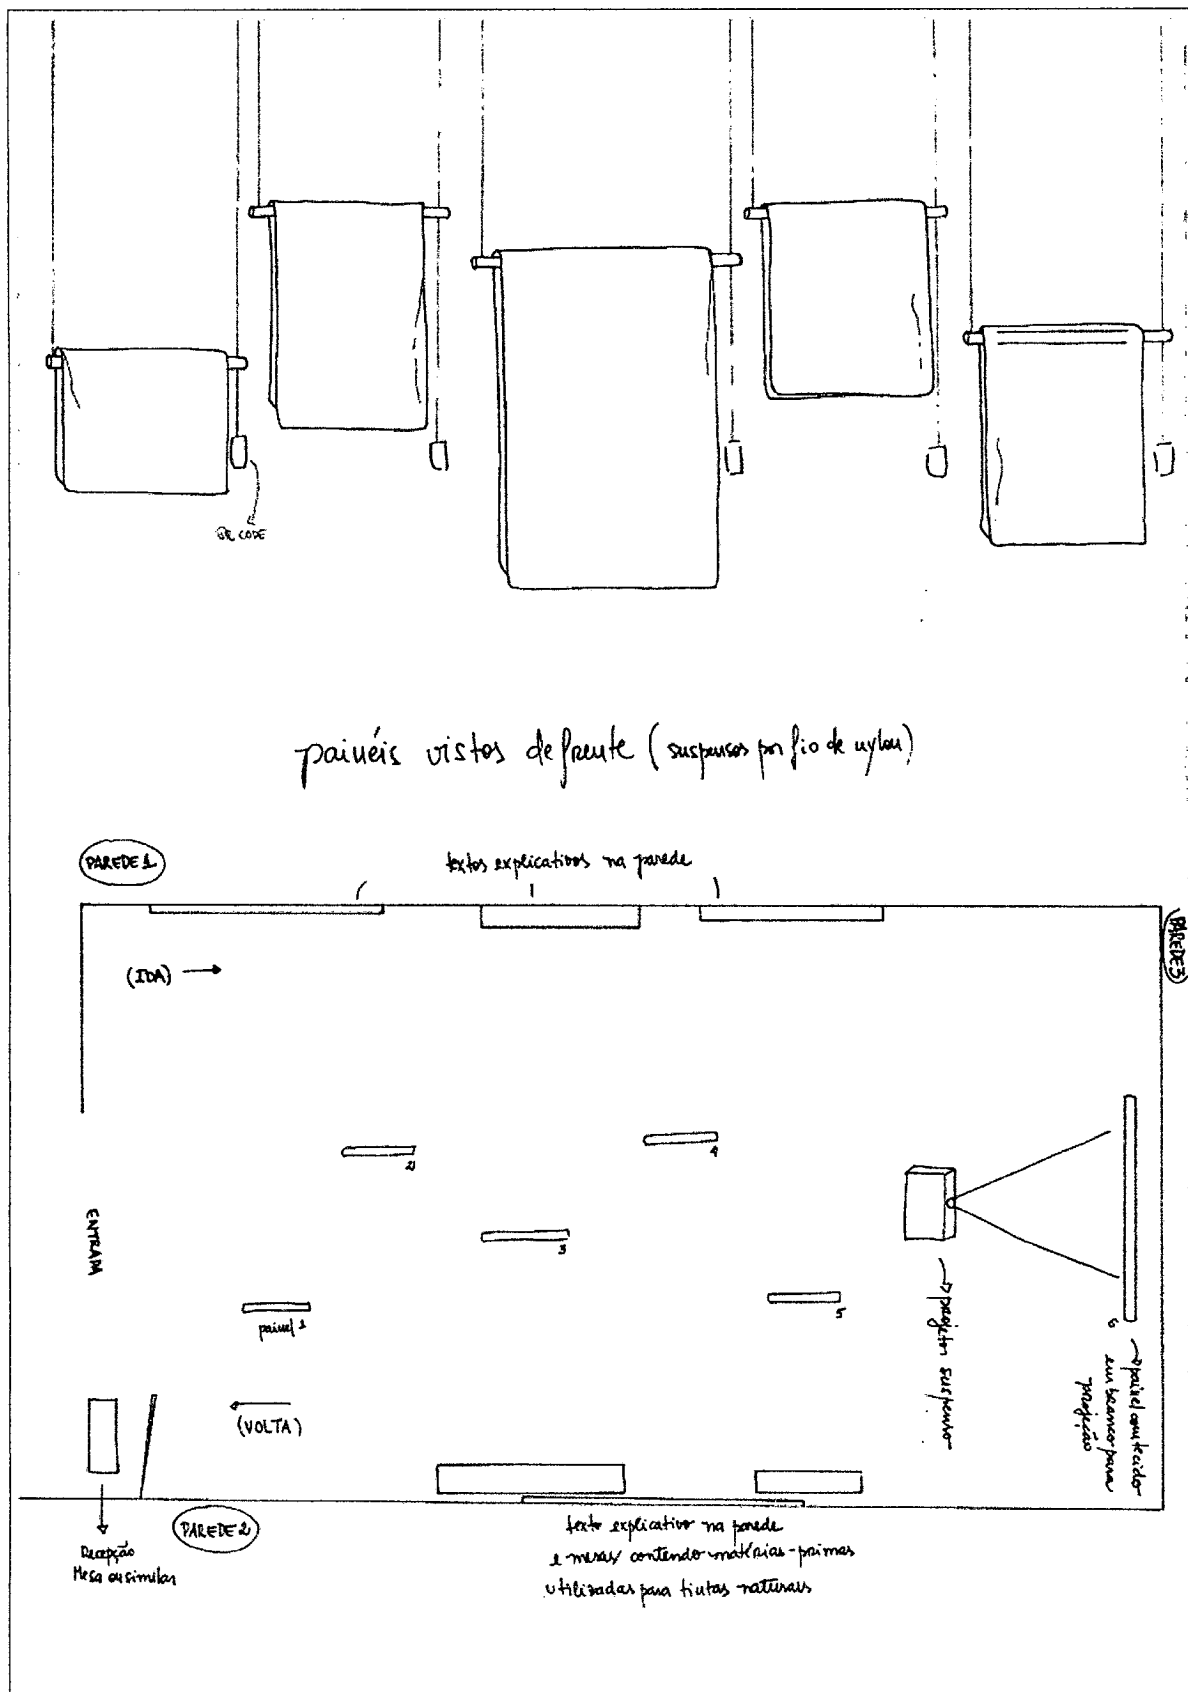 QR CODE
painéis vistos de frente (suspensos por fio de nylon)
PAREDE 1
textos explicativos na parede
PAREDE 3
(IDA)
2
4
ENTRADA
3
painel 1
5
projetor suspenso
6
painel com tecido
em branco para
projeção
(VOLTA)
PAREDE 2
Recepção
Mesa ou similar
texto explicativo na parede
e mesas contendo matérias-primas
utilizadas para tintas naturais